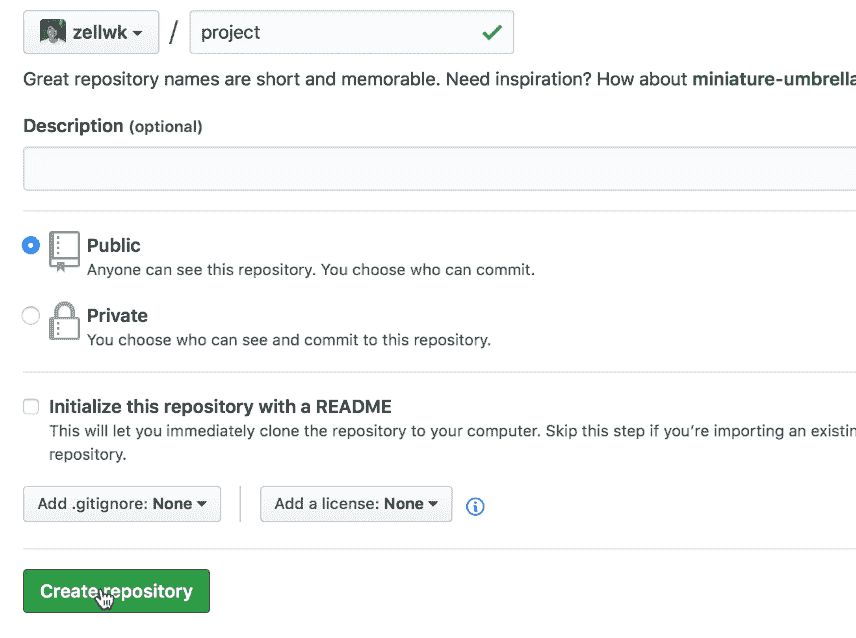 zellwk / project
Great repository names are short and memorable. Need inspiration? How about miniature-umbrella
Description (optional)
Public
Anyone can see this repository. You choose who can commit.
Private
You choose who can see and commit to this repository.
Initialize this repository with a README
This will let you immediately clone the repository to your computer. Skip this step if you’re importing an existin
repository.
Add .gitignore: None Add a license: None
Create repository